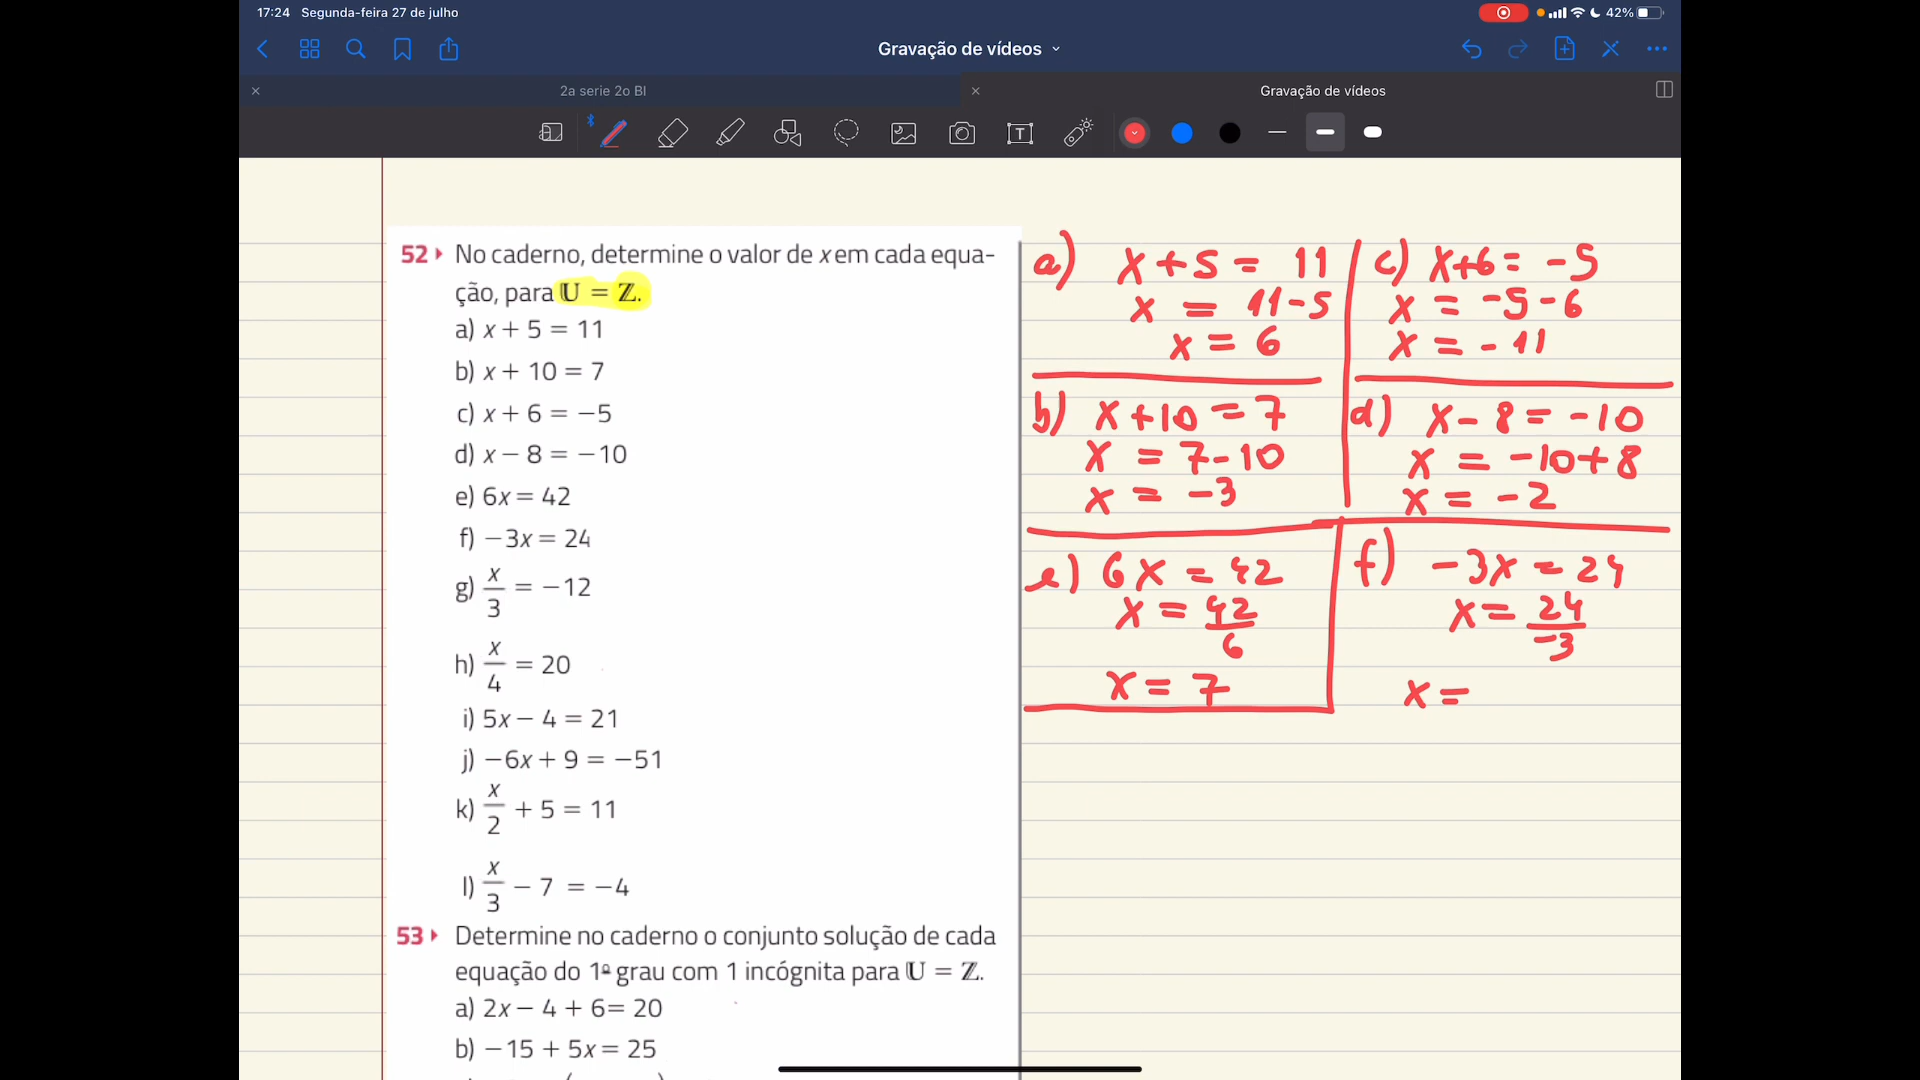 17:24 Segunda-feira 27 de julho
42%
Gravação de vídeos
2a serie 2o BI
Gravação de vídeos
T
52 No caderno, determine o valor de x em cada equa-
ção, para U = Z.
a) x + 5 = 11
b) x + 10 = 7
c) x + 6 = −5
d) x − 8 = −10
e) 6x = 42
f) −3x = 24
g) x/3 = −12
h) x/4 = 20
i) 5x − 4 = 21
j) −6x + 9 = −51
k) x/2 + 5 = 11
l) x/3 − 7 = −4
53 Determine no caderno o conjunto solução de cada
equação do 1º grau com 1 incógnita para U = Z.
a) 2x − 4 + 6= 20
b) −15 + 5x = 25
a) x + 5 = 11
x = 11 - 5
x = 6
c) x+6 = -5
x = -5 - 6
x = -11
b) x+10 = 7
x = 7-10
x = -3
d) x - 8 = -10
x = -10+8
x = -2
e) 6x = 42
x = 42/6
x = 7
f) -3x = 24
x = 24/-3
x =